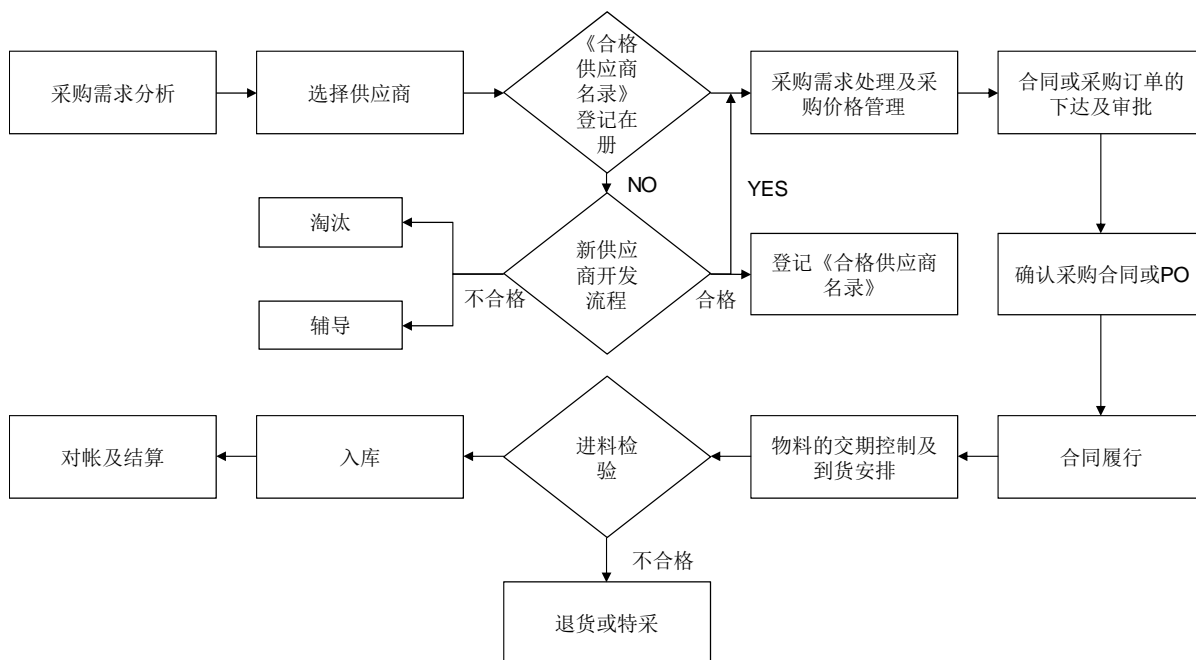 采购需求分析
选择供应商
《合格
供应商
名录》
登记在
册
采购需求处理及采
购价格管理
合同或采购订单的
下达及审批
NO
YES
淘汰
新供应
商开发
流程
不合格
合格
登记《合格供应商
名录》
确认采购合同或PO
辅导
对帐及结算
入库
进料检
验
物料的交期控制及
到货安排
合同履行
不合格
退货或特采